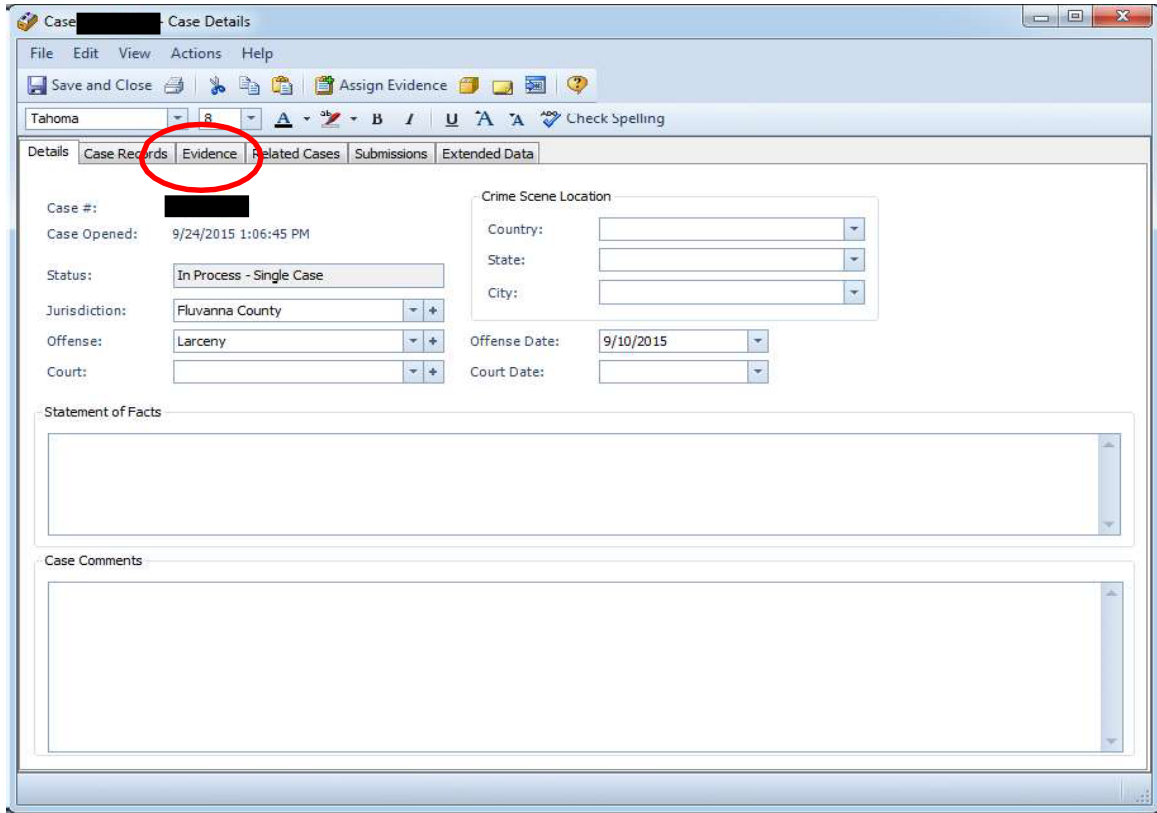 Case - Case Details
File Edit View Actions Help
Save and Close Assign Evidence
Tahoma 8 A ab B I U A A ABC Check Spelling
Details Case Records Evidence Related Cases Submissions Extended Data
Case #:
Case Opened: 9/24/2015 1:06:45 PM
Status: In Process - Single Case
Jurisdiction: Fluvanna County
Offense: Larceny
Court:
Crime Scene Location
Country:
State:
City:
Offense Date: 9/10/2015
Court Date:
Statement of Facts
Case Comments